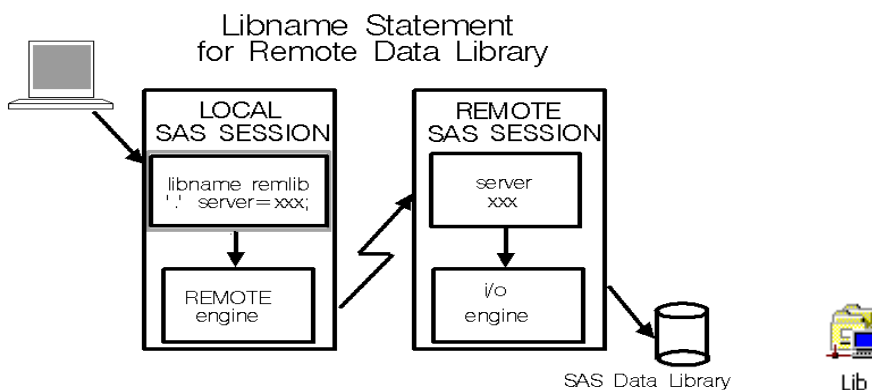 Libname Statement
for Remote Data Library
LOCAL
SAS SESSION
libname remlib
'.' server=xxx;
REMOTE
engine
REMOTE
SAS SESSION
server
xxx
i/o
engine
SAS Data Library
Lib